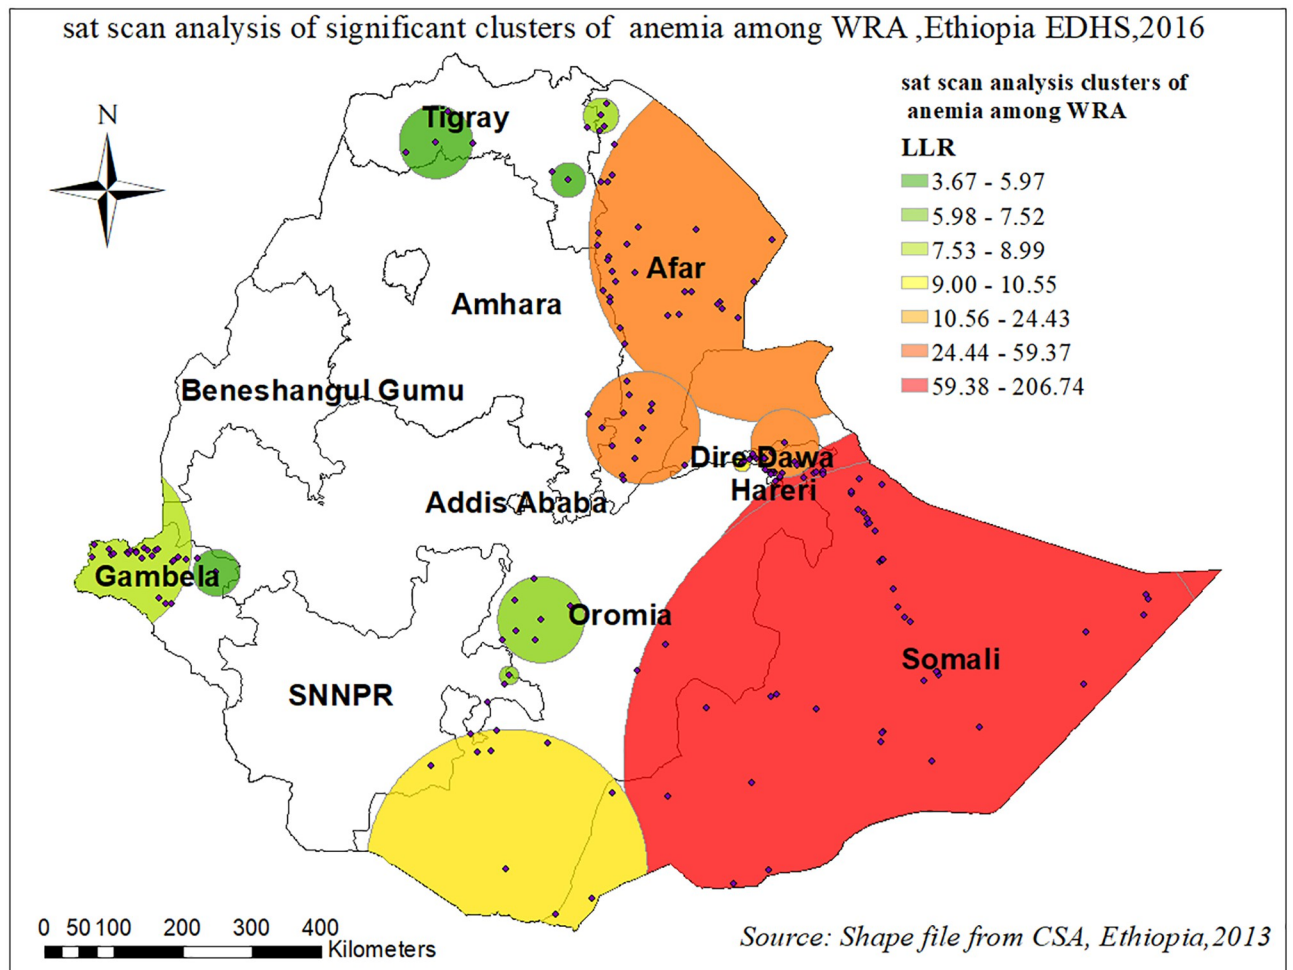 sat scan analysis of significant clusters of anemia among WRA ,Ethiopia EDHS,2016
N
sat scan analysis clusters of
anemia among WRA
LLR
3.67 - 5.97
5.98 - 7.52
7.53 - 8.99
9.00 - 10.55
10.56 - 24.43
24.44 - 59.37
59.38 - 206.74
Tigray
Afar
Amhara
Beneshangul Gumu
Dire Dawa
Hareri
Addis Ababa
Gambela
Oromia
Somali
SNNPR
0 50 100 200 300 400
Kilometers
Source: Shape file from CSA, Ethiopia,2013